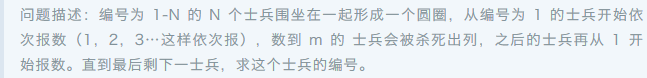 问题描述：编号为 1-N 的 N 个士兵围坐在一起形成一个圆圈，从编号为 1 的士兵开始依
次报数（1，2，3…这样依次报），数到 m 的 士兵会被杀死出列，之后的士兵再从 1 开
始报数。直到最后剩下一士兵，求这个士兵的编号。